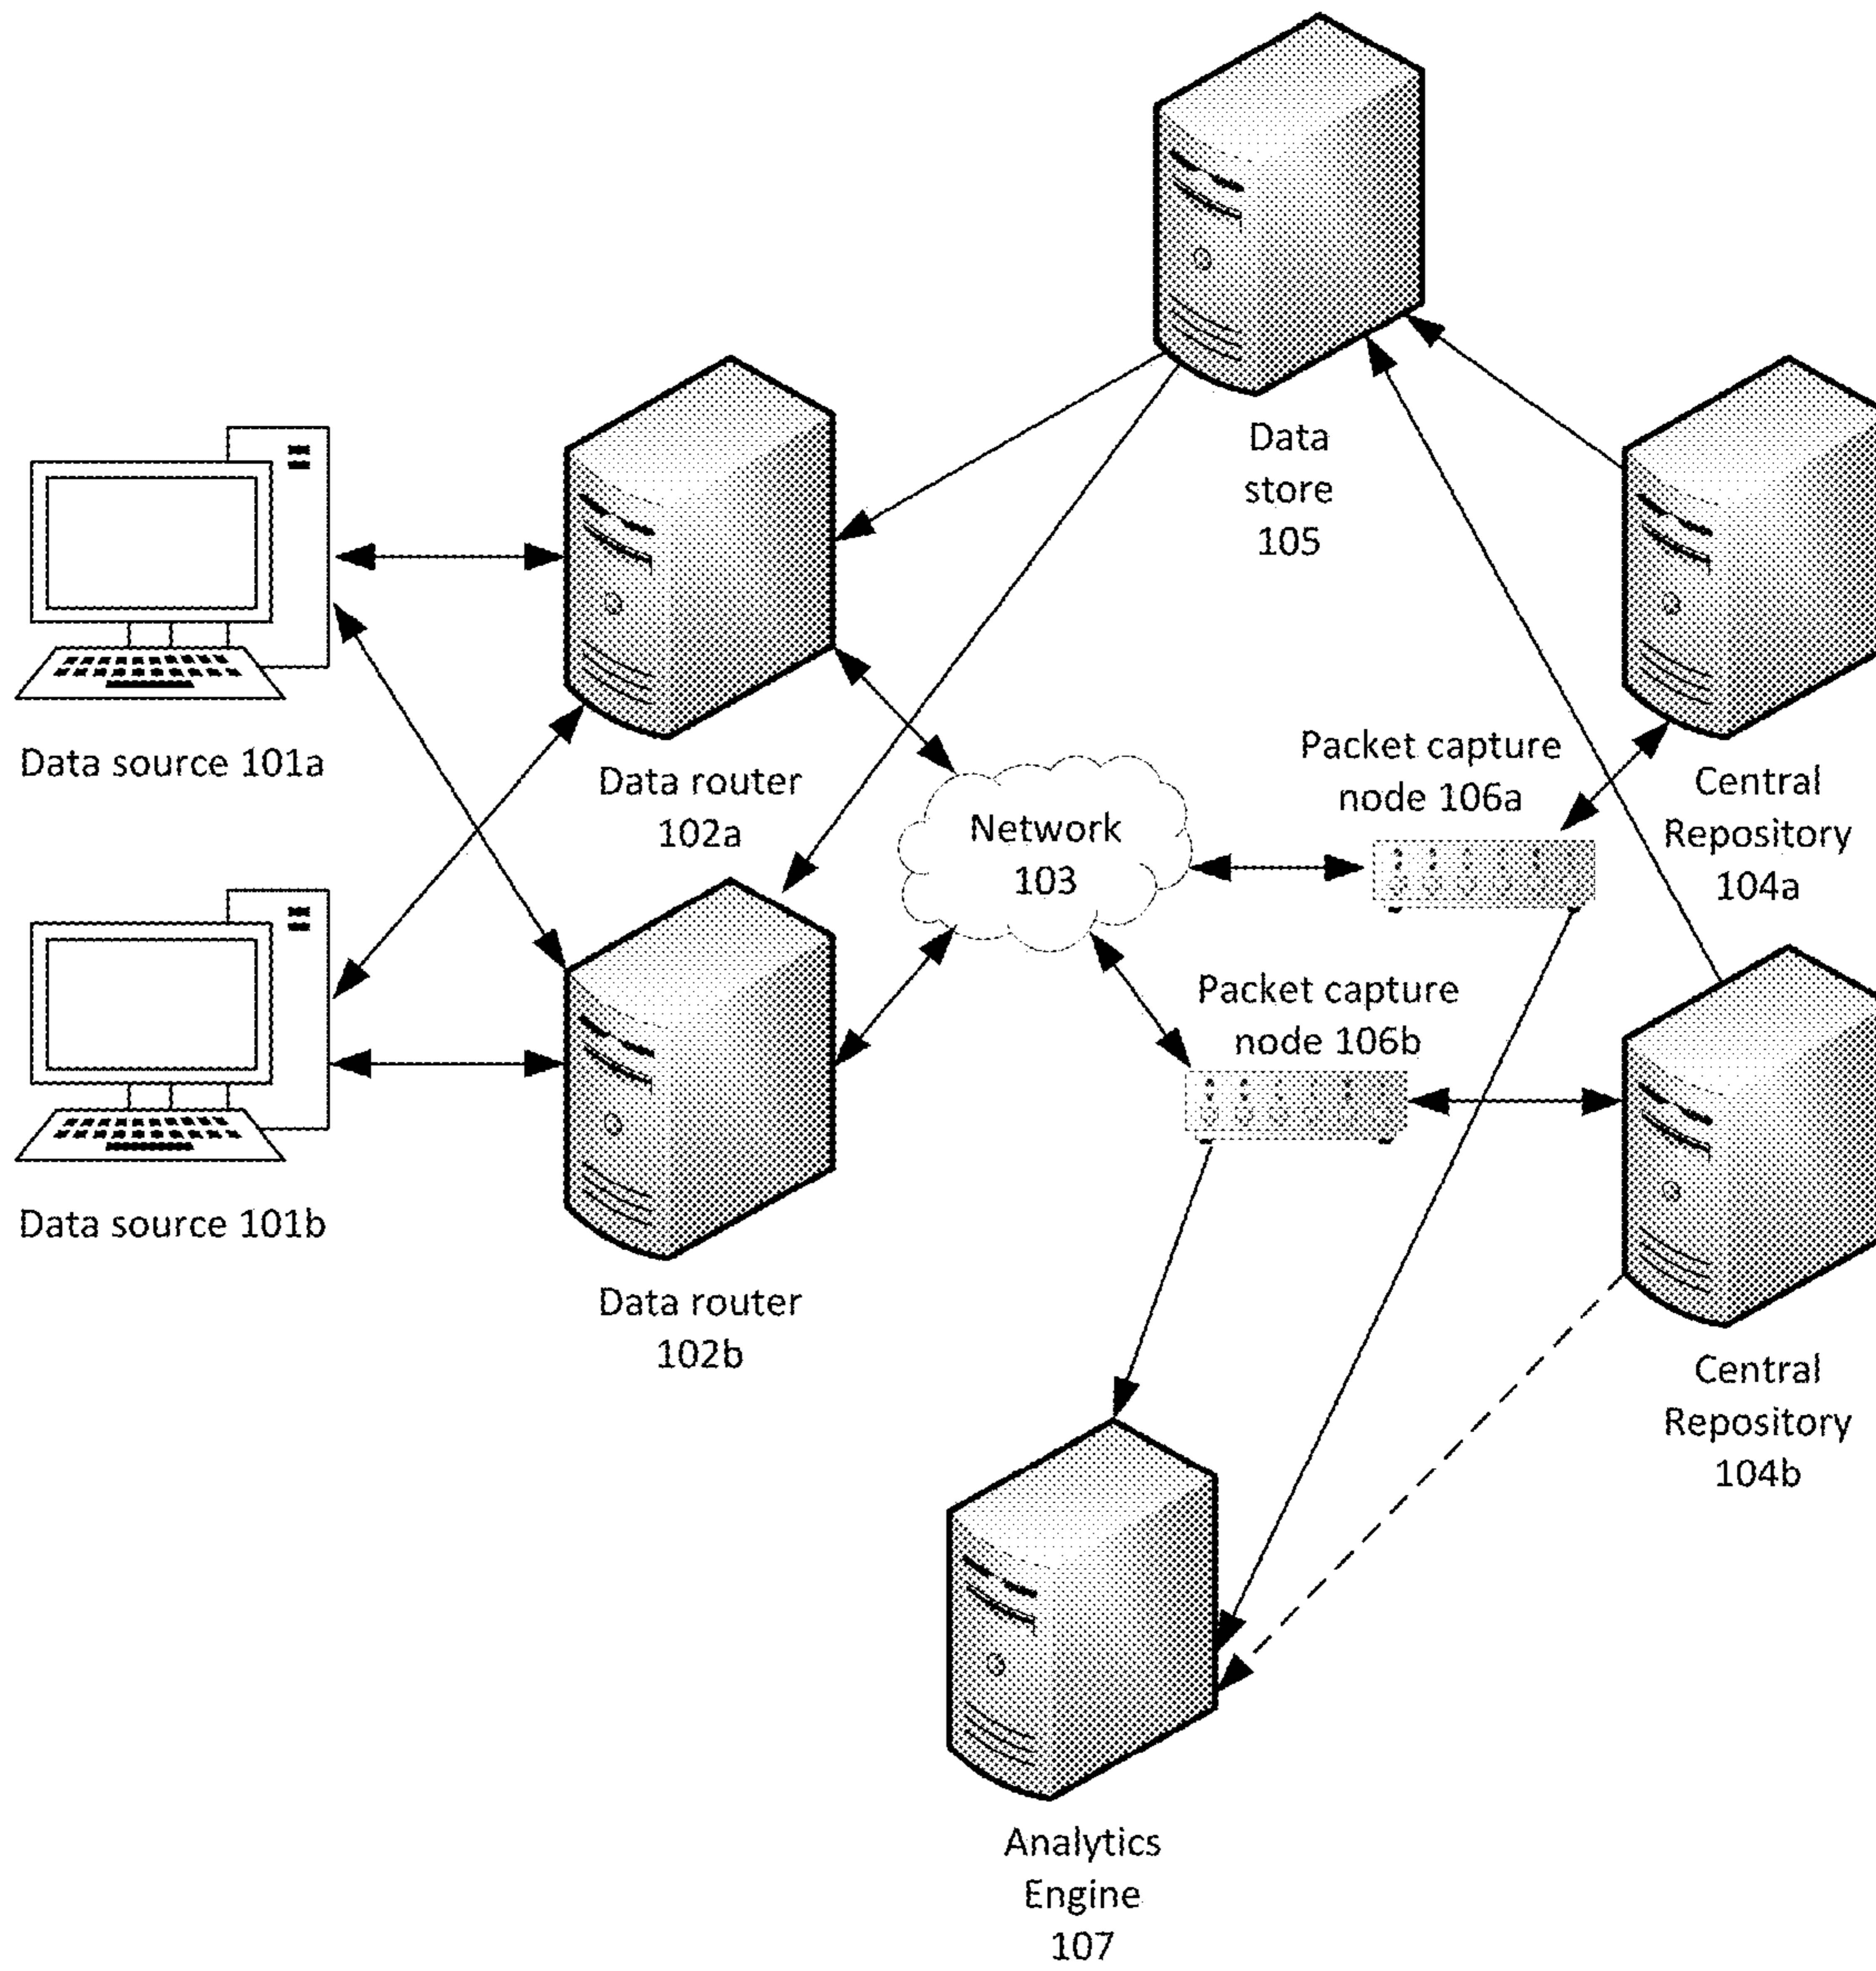 Data
store
105
Data source 101a
Data router
102a
Network
103
Packet capture
node 106a
Central
Repository
104a
Packet capture
node 106b
Data source 101b
Data router
102b
Central
Repository
104b
Analytics
Engine
107